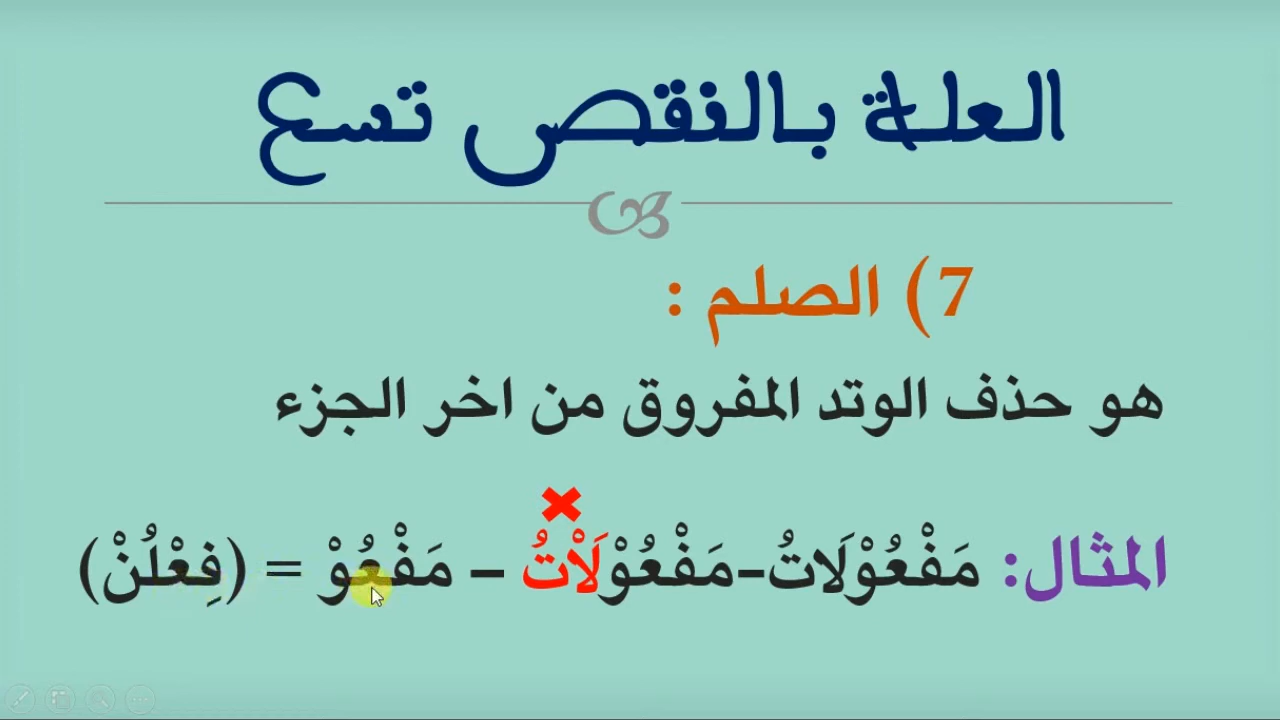 العلة بالنقص تسع
7) الصلم :
هو حذف الوتد المفروق من اخر الجزء
المثال: مَفْعُوْلَاتُ-مَفْعُوْلَاْتُ – مَفْعُوْ = (فِعْلُنْ)